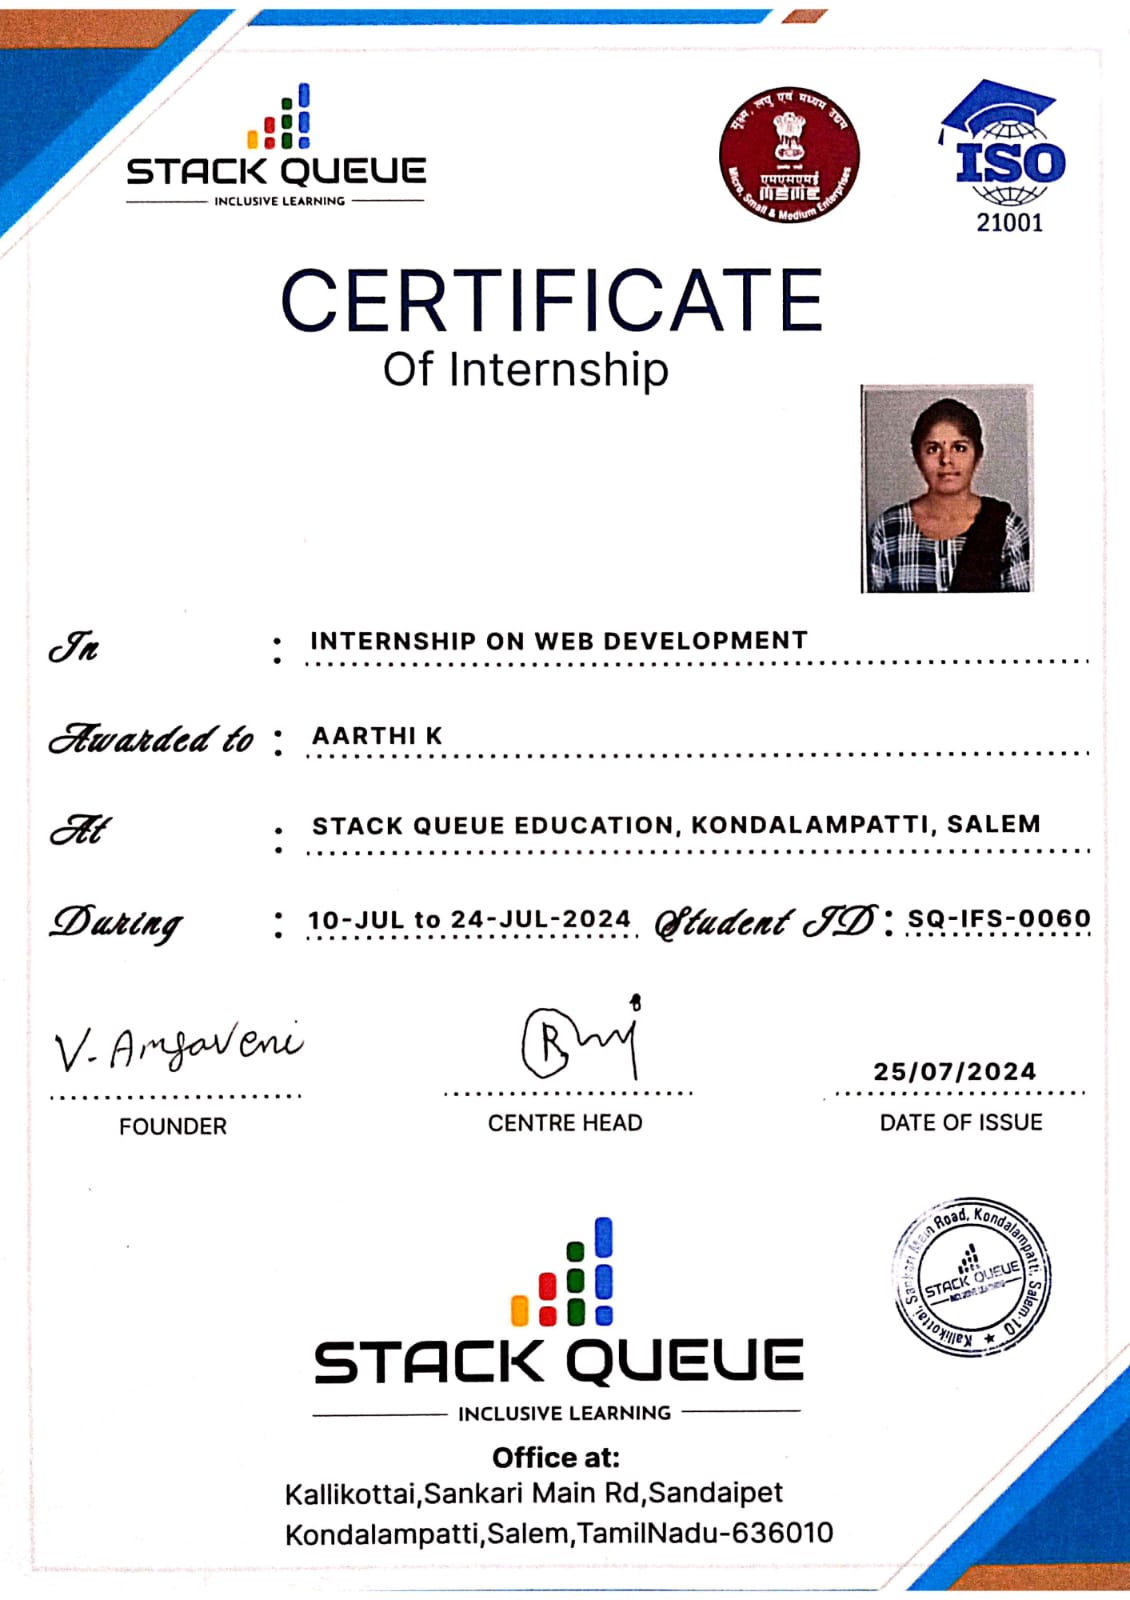 STACK QUEUE
INCLUSIVE LEARNING
सूक्ष्म, लघु एवं मध्यम उद्यम
एमएसएमई
MSME
Micro, Small & Medium Enterprises
ISO
21001
CERTIFICATE
Of Internship
In : INTERNSHIP ON WEB DEVELOPMENT
Awarded to : AARTHI K
At : STACK QUEUE EDUCATION, KONDALAMPATTI, SALEM
During : 10-JUL to 24-JUL-2024 Student ID : SQ-IFS-0060
V.
25/07/2024
FOUNDER
CENTRE HEAD
DATE OF ISSUE
Kallikottai, Sankari Main Road, Kondalampatti, Salem-10
STACK QUEUE
INCLUSIVE LEARNING
STACK QUEUE
INCLUSIVE LEARNING
Office at:
Kallikottai,Sankari Main Rd,Sandaipet
Kondalampatti,Salem,TamilNadu-636010